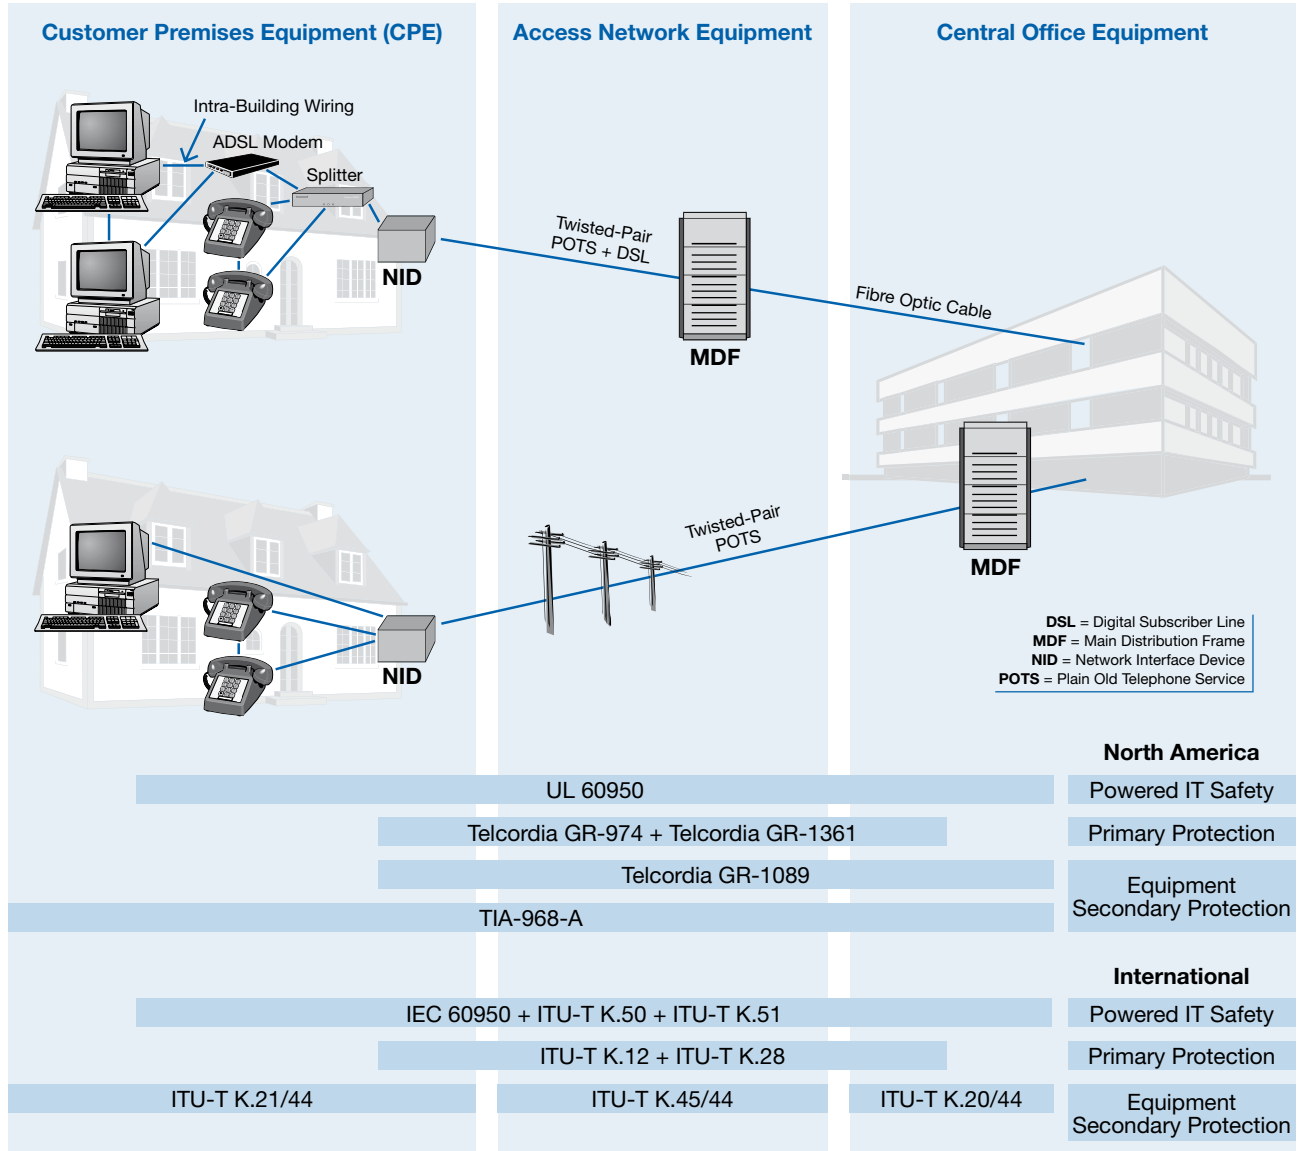 Customer Premises Equipment (CPE)
Access Network Equipment
Central Office Equipment
Intra-Building Wiring
ADSL Modem
Splitter
NID
Twisted-Pair
POTS + DSL
MDF
Fibre Optic Cable
NID
Twisted-Pair
POTS
MDF
DSL = Digital Subscriber Line
MDF = Main Distribution Frame
NID = Network Interface Device
POTS = Plain Old Telephone Service
North America
UL 60950
Powered IT Safety
Telcordia GR-974 + Telcordia GR-1361
Primary Protection
Telcordia GR-1089
TIA-968-A
Equipment
Secondary Protection
International
IEC 60950 + ITU-T K.50 + ITU-T K.51
Powered IT Safety
ITU-T K.12 + ITU-T K.28
Primary Protection
ITU-T K.21/44
ITU-T K.45/44
ITU-T K.20/44
Equipment
Secondary Protection